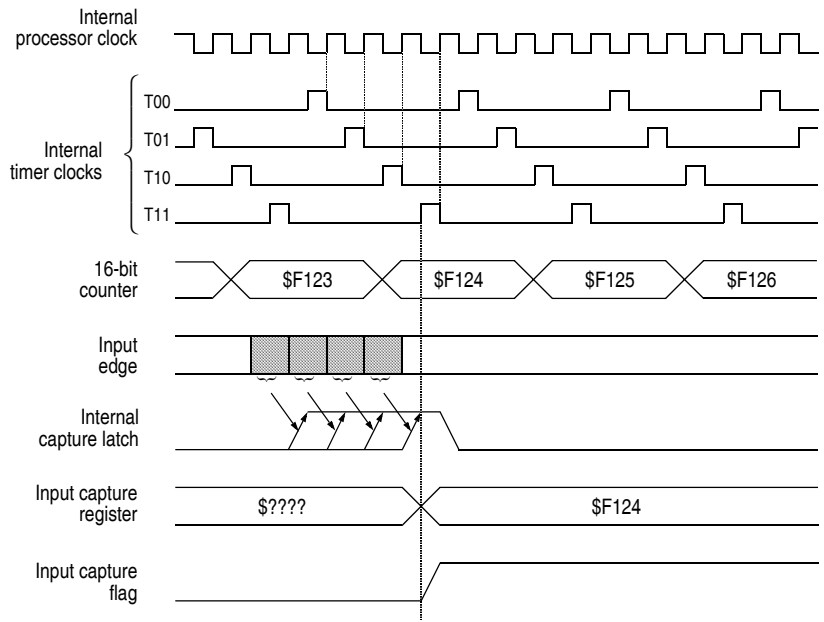 Internal
processor clock
T00
T01
Internal
timer clocks
T10
T11
16-bit
counter
$F123
$F124
$F125
$F126
Input
edge
Internal
capture latch
Input capture
register
$????
$F124
Input capture
flag